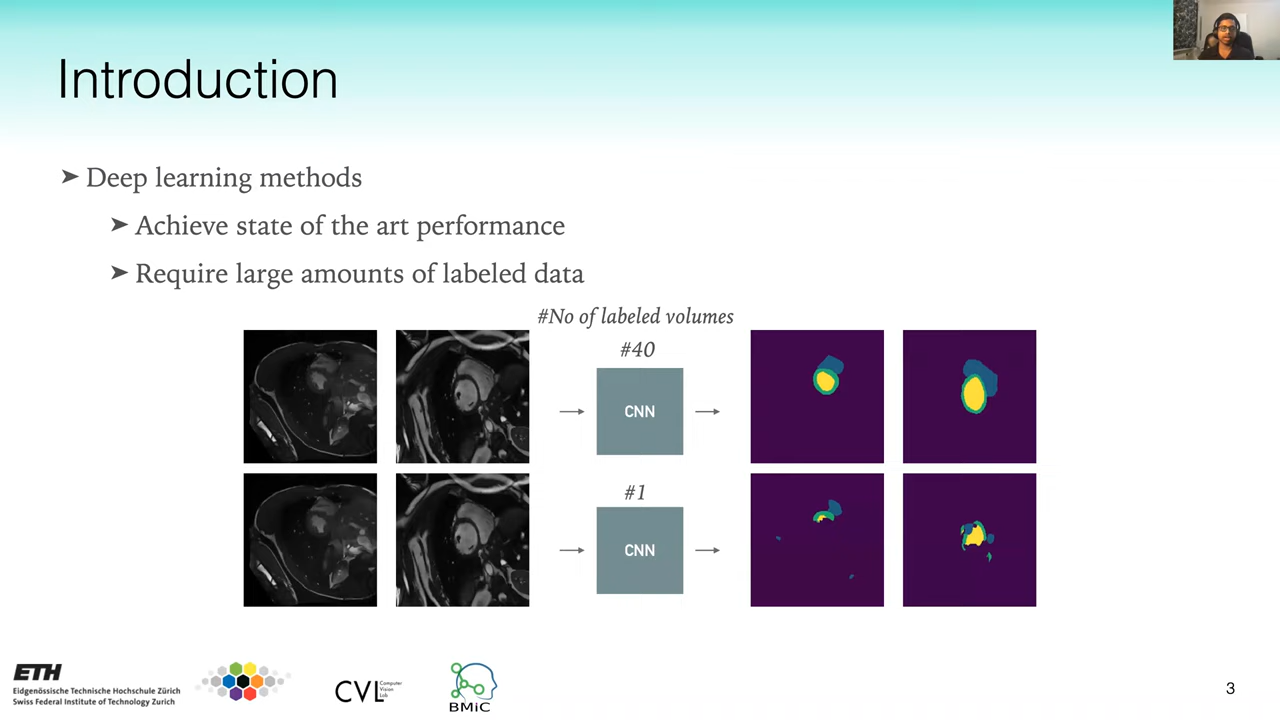 Introduction
➤ Deep learning methods
➤ Achieve state of the art performance
➤ Require large amounts of labeled data
#No of labeled volumes
#40
CNN
#1
CNN
ETH
Eidgenössische Technische Hochschule Zürich
Swiss Federal Institute of Technology Zurich
CVL Computer Vision Lab
BMiC
3